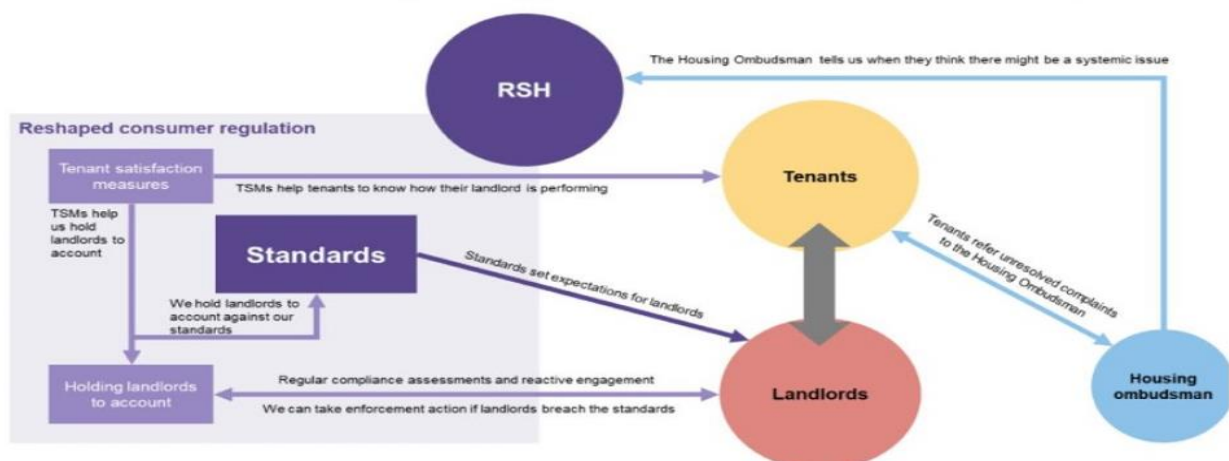 The Housing Ombudsman tells us when they think there might be a systemic issue
RSH
Reshaped consumer regulation
Tenant satisfaction
measures
TSMs help tenants to know how their landlord is performing
Tenants
TSMs help
us hold
landlords to
account
Standards
Standards set expectations for landlords
Tenants refer unresolved complaints
to the Housing Ombudsman
We hold landlords to
account against our
standards
Holding landlords
to account
Regular compliance assessments and reactive engagement
We can take enforcement action if landlords breach the standards
Landlords
Housing
ombudsman